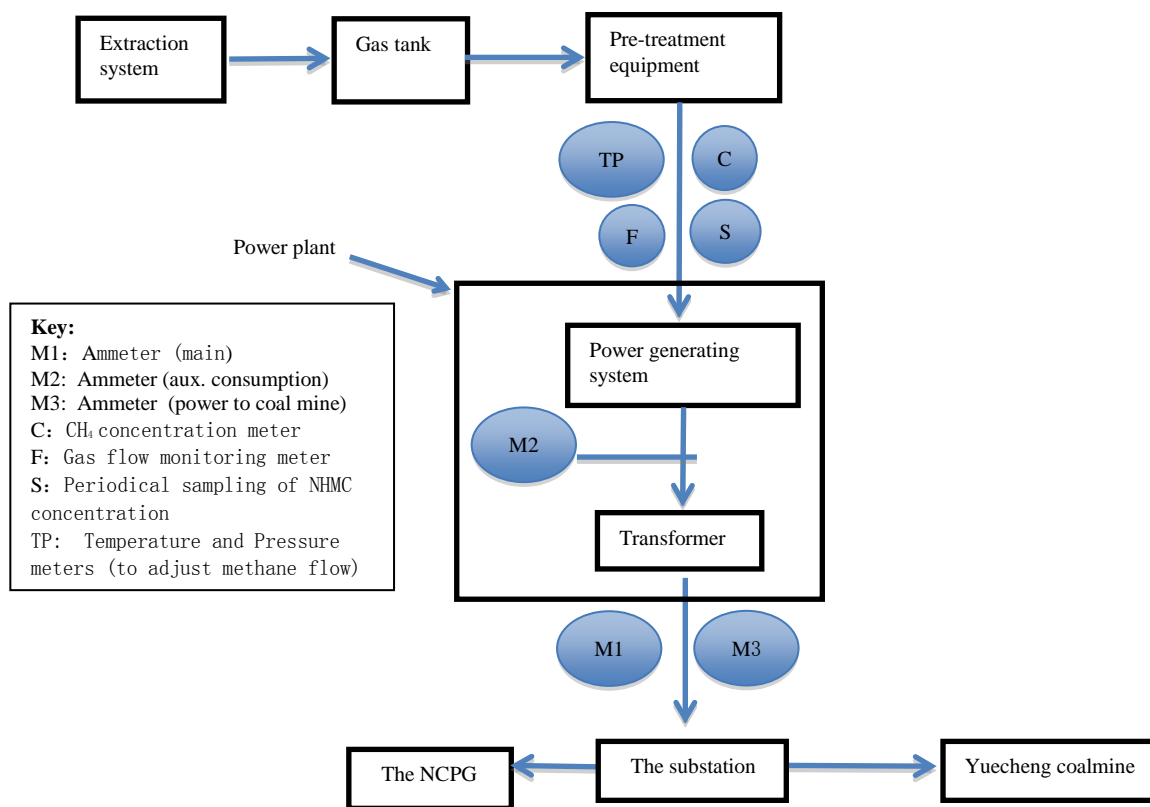 Extraction
system
Gas tank
Pre-treatment
equipment
TP
C
F
S
Power plant
Key:
M1： Ammeter (main)
M2: Ammeter (aux. consumption)
M3: Ammeter (power to coal mine)
C: CH₄ concentration meter
F: Gas flow monitoring meter
S: Periodical sampling of NHMC
concentration
TP: Temperature and Pressure
meters (to adjust methane flow)
Power generating
system
M2
Transformer
M1
M3
The NCPG
The substation
Yuecheng coalmine